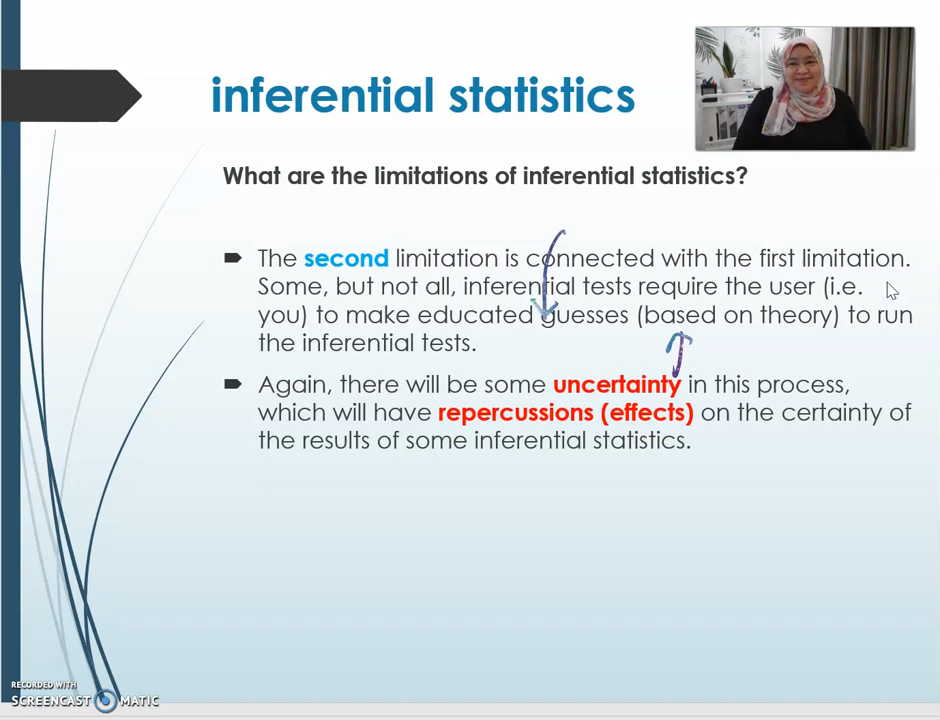 inferential statistics
What are the limitations of inferential statistics?
The second limitation is connected with the first limitation.
Some, but not all, inferential tests require the user (i.e.
you) to make educated guesses (based on theory) to run
the inferential tests.
Again, there will be some uncertainty in this process,
which will have repercussions (effects) on the certainty of
the results of some inferential statistics.
RECORDED WITH
SCREENCAST MATIC